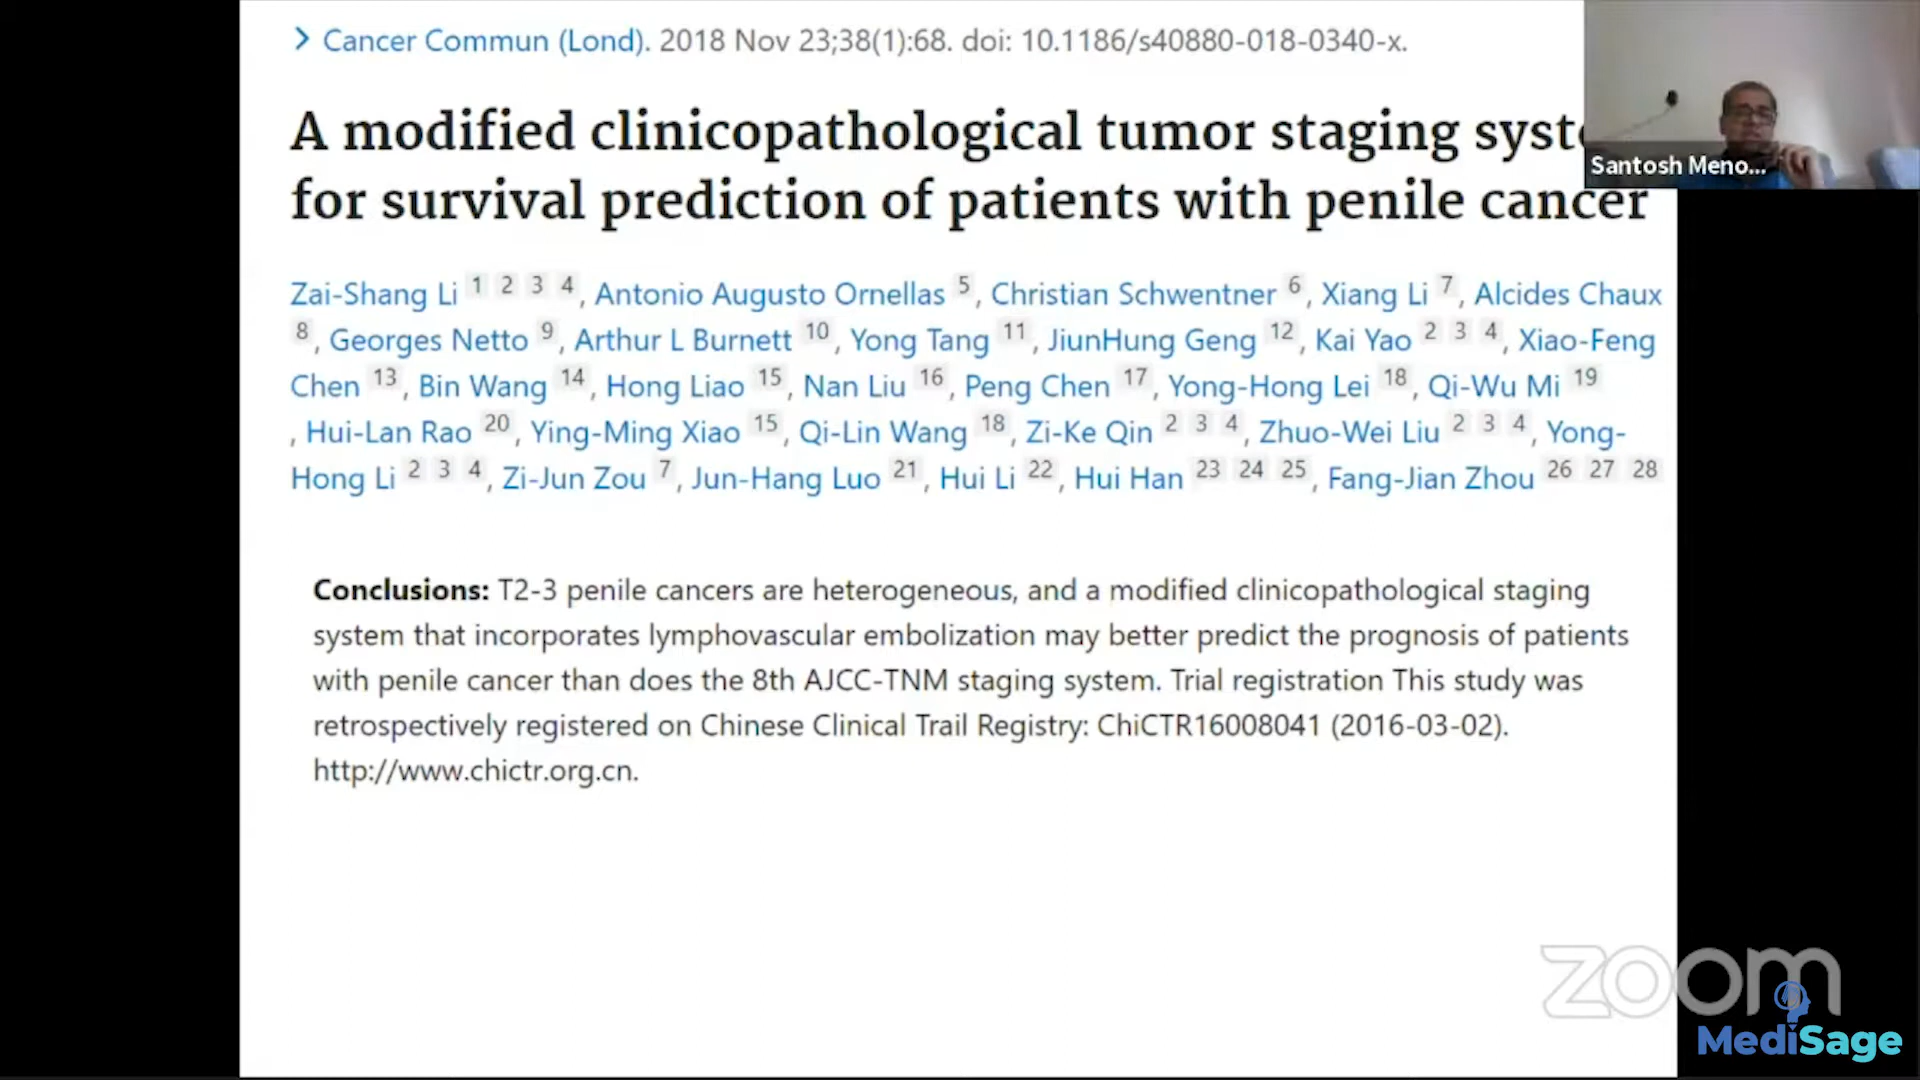 Cancer Commun (Lond). 2018 Nov 23;38(1):68. doi: 10.1186/s40880-018-0340-x.
A modified clinicopathological tumor staging syste
for survival prediction of patients with penile cancer
Santosh Meno...
Zai-Shang Li 1 2 3 4, Antonio Augusto Ornellas 5, Christian Schwentner 6, Xiang Li 7, Alcides Chaux
8, Georges Netto 9, Arthur L Burnett 10, Yong Tang 11, JiunHung Geng 12, Kai Yao 2 3 4, Xiao-Feng
Chen 13, Bin Wang 14, Hong Liao 15, Nan Liu 16, Peng Chen 17, Yong-Hong Lei 18, Qi-Wu Mi 19
, Hui-Lan Rao 20, Ying-Ming Xiao 15, Qi-Lin Wang 18, Zi-Ke Qin 2 3 4, Zhuo-Wei Liu 2 3 4, Yong-
Hong Li 2 3 4, Zi-Jun Zou 7, Jun-Hang Luo 21, Hui Li 22, Hui Han 23 24 25, Fang-Jian Zhou 26 27 28
Conclusions: T2-3 penile cancers are heterogeneous, and a modified clinicopathological staging
system that incorporates lymphovascular embolization may better predict the prognosis of patients
with penile cancer than does the 8th AJCC-TNM staging system. Trial registration This study was
retrospectively registered on Chinese Clinical Trail Registry: ChiCTR16008041 (2016-03-02).
http://www.chictr.org.cn.
zoom
MediSage